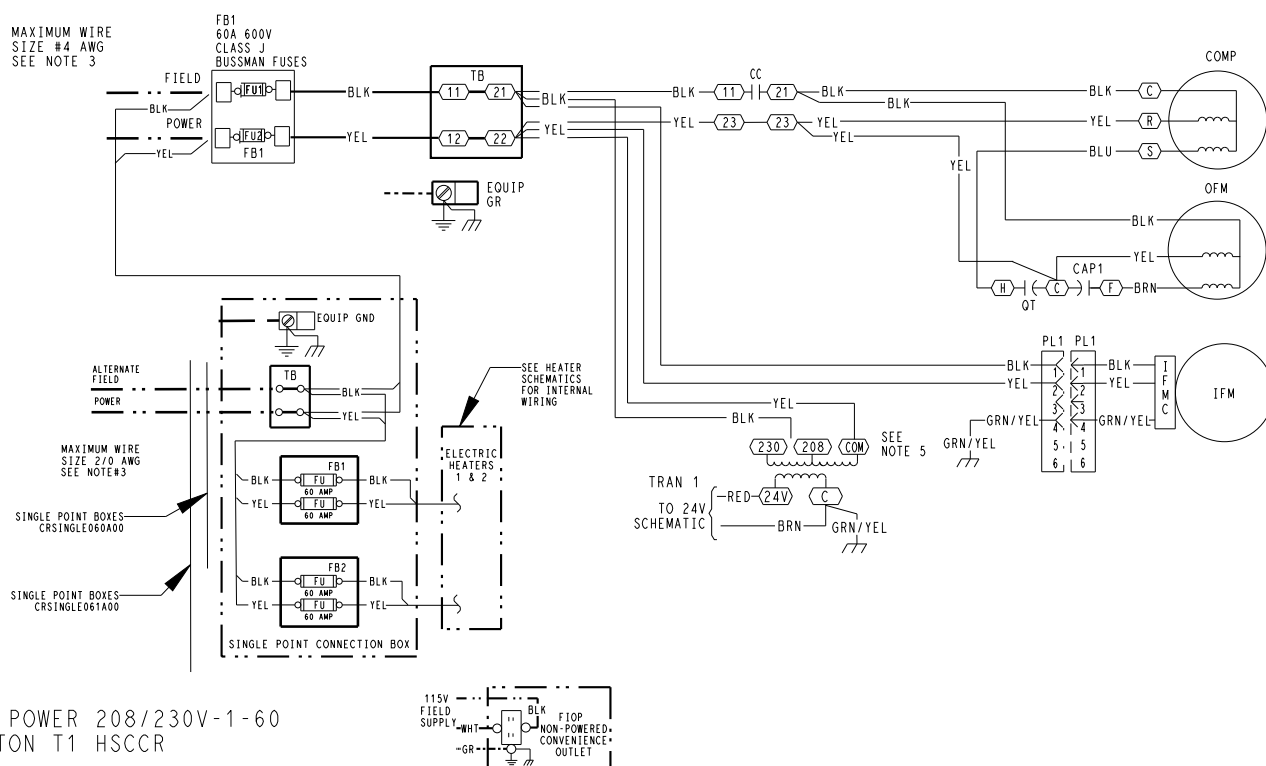 MAXIMUM WIRE
SIZE #4 AWG
SEE NOTE 3
FB1
60A 600V
CLASS J
BUSSMAN FUSES
FIELD
POWER
BLK
YEL
FU1
FU2
FB1
BLK
YEL
TB
11
21
12
22
BLK
YEL
EQUIP
GR
BLK
11
CC
21
BLK
BLK
YEL
23
23
YEL
YEL
YEL
BLK
C
YEL
R
BLU
S
COMP
OFM
BLK
YEL
H
QT
C
CAP1
F
BRN
PL1
PL1
BLK
YEL
GRN/YEL
GRN/YEL
1
2
3
4
5
6
1
2
3
4
5
6
BLK
YEL
GRN/YEL
IFMC
IFM
YEL
BLK
230
208
COM
SEE
NOTE 5
TRAN 1
TO 24V
SCHEMATIC
RED
24V
C
BRN
GRN/YEL
EQUIP GND
ALTERNATE
FIELD
POWER
TB
BLK
YEL
MAXIMUM WIRE
SIZE 2/0 AWG
SEE NOTE#3
SINGLE POINT BOXES
CRSINGLE060A00
SINGLE POINT BOXES
CRSINGLE061A00
SEE HEATER
SCHEMATICS
FOR INTERNAL
WIRING
ELECTRIC
HEATERS
1 & 2
FB1
BLK
FU
BLK
60 AMP
YEL
FU
YEL
60 AMP
FB2
BLK
FU
BLK
60 AMP
YEL
FU
YEL
60 AMP
SINGLE POINT CONNECTION BOX
POWER 208/230V-1-60
TON T1 HSCCR
115V
FIELD
SUPPLY
BLK
WHT
GR
FIOP
NON-POWERED
CONVENIENCE
OUTLET